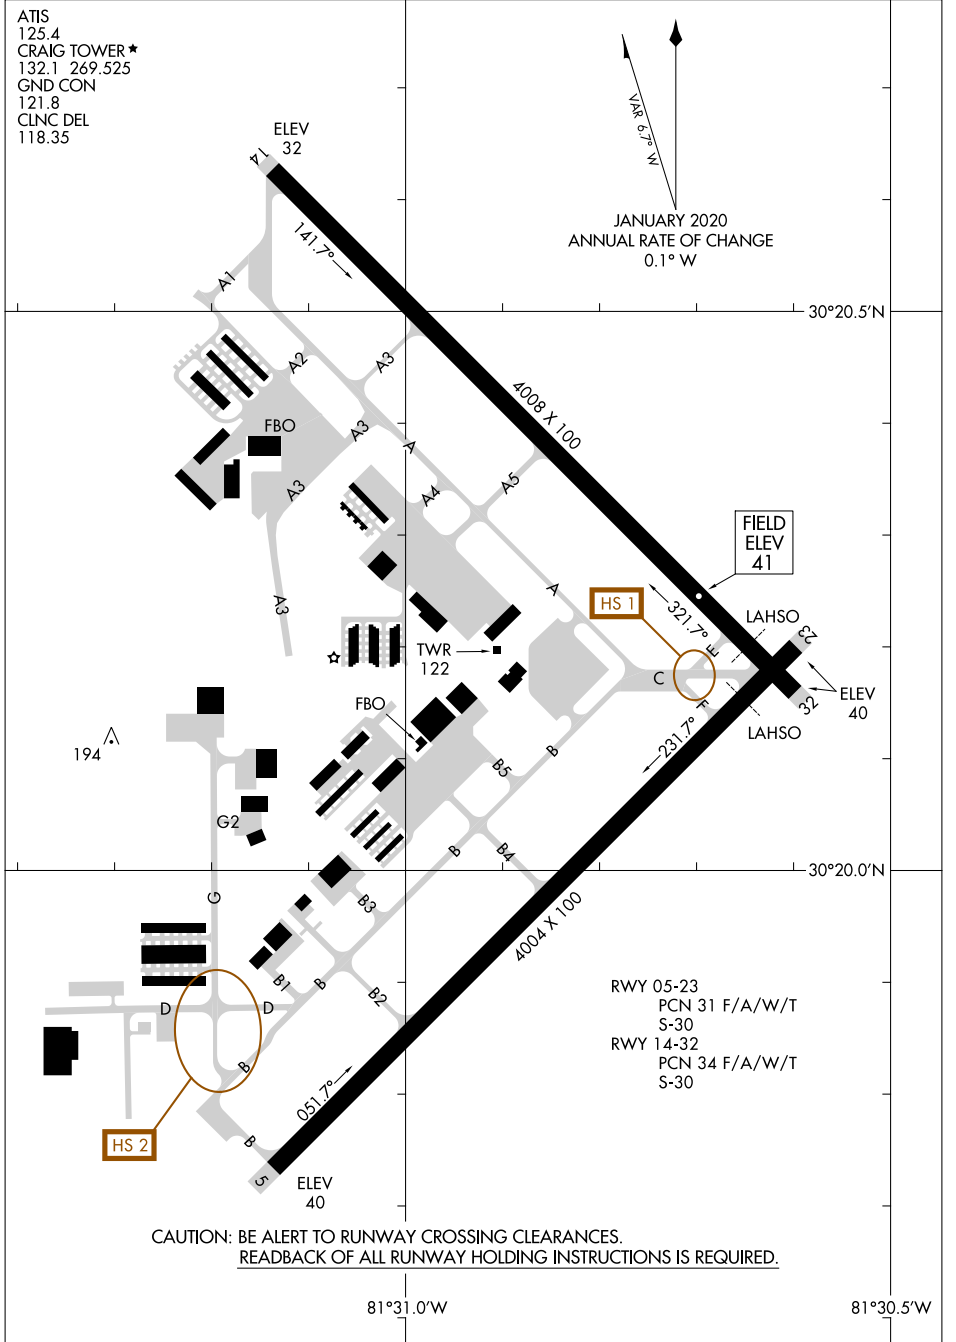 ATIS
125.4
CRAIG TOWER★
132.1 269.525
GND CON
121.8
CLNC DEL
118.35
ELEV
32
14
VAR 6.7° W
JANUARY 2020
ANNUAL RATE OF CHANGE
0.1° W
141.7°
A1
30°20.5'N
A2
A3
4008 X 100
FBO
A3
A
A3
A4
A5
FIELD
ELEV
41
A
HS 1
A3
321.7°
LAHSO
23
E
TWR
122
C
ELEV
40
32
F
FBO
LAHSO
194
231.7°
B
B5
G2
B
B4
30°20.0'N
G
B3
4004 X 100
B1
B
RWY 05-23
PCN 31 F/A/W/T
S-30
RWY 14-32
PCN 34 F/A/W/T
S-30
D
D
B2
B
051.7°
HS 2
B
5
ELEV
40
CAUTION: BE ALERT TO RUNWAY CROSSING CLEARANCES.
READBACK OF ALL RUNWAY HOLDING INSTRUCTIONS IS REQUIRED.
81°31.0'W
81°30.5'W